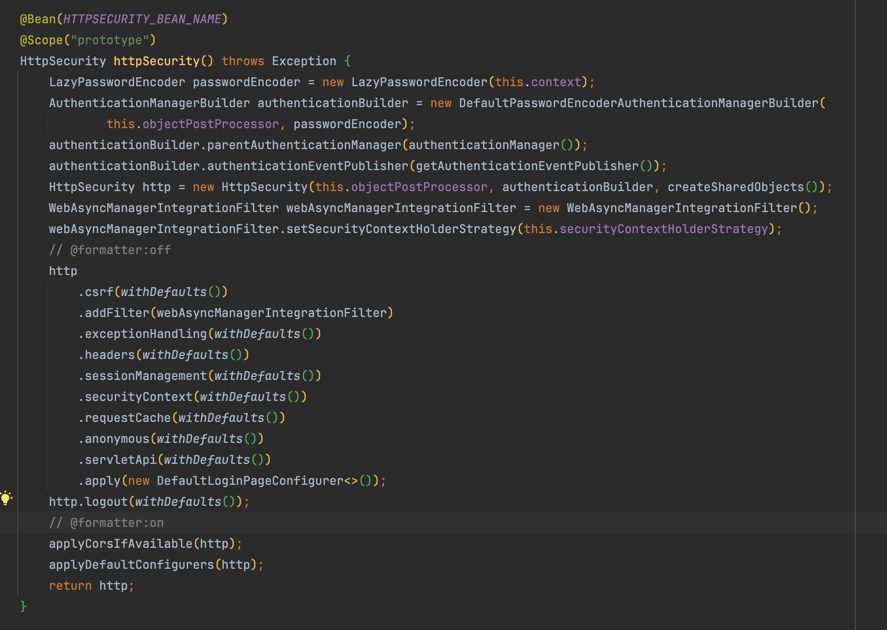 @Bean(HTTPSECURITY_BEAN_NAME)
@Scope("prototype")
HttpSecurity httpSecurity() throws Exception {
    LazyPasswordEncoder passwordEncoder = new LazyPasswordEncoder(this.context);
    AuthenticationManagerBuilder authenticationBuilder = new DefaultPasswordEncoderAuthenticationManagerBuilder(
            this.objectPostProcessor, passwordEncoder);
    authenticationBuilder.parentAuthenticationManager(authenticationManager());
    authenticationBuilder.authenticationEventPublisher(getAuthenticationEventPublisher());
    HttpSecurity http = new HttpSecurity(this.objectPostProcessor, authenticationBuilder, createSharedObjects());
    WebAsyncManagerIntegrationFilter webAsyncManagerIntegrationFilter = new WebAsyncManagerIntegrationFilter();
    webAsyncManagerIntegrationFilter.setSecurityContextHolderStrategy(this.securityContextHolderStrategy);
    // @formatter:off
    http
        .csrf(withDefaults())
        .addFilter(webAsyncManagerIntegrationFilter)
        .exceptionHandling(withDefaults())
        .headers(withDefaults())
        .sessionManagement(withDefaults())
        .securityContext(withDefaults())
        .requestCache(withDefaults())
        .anonymous(withDefaults())
        .servletApi(withDefaults())
        .apply(new DefaultLoginPageConfigurer<>());
    http.logout(withDefaults());
    // @formatter:on
    applyCorsIfAvailable(http);
    applyDefaultConfigurers(http);
    return http;
}